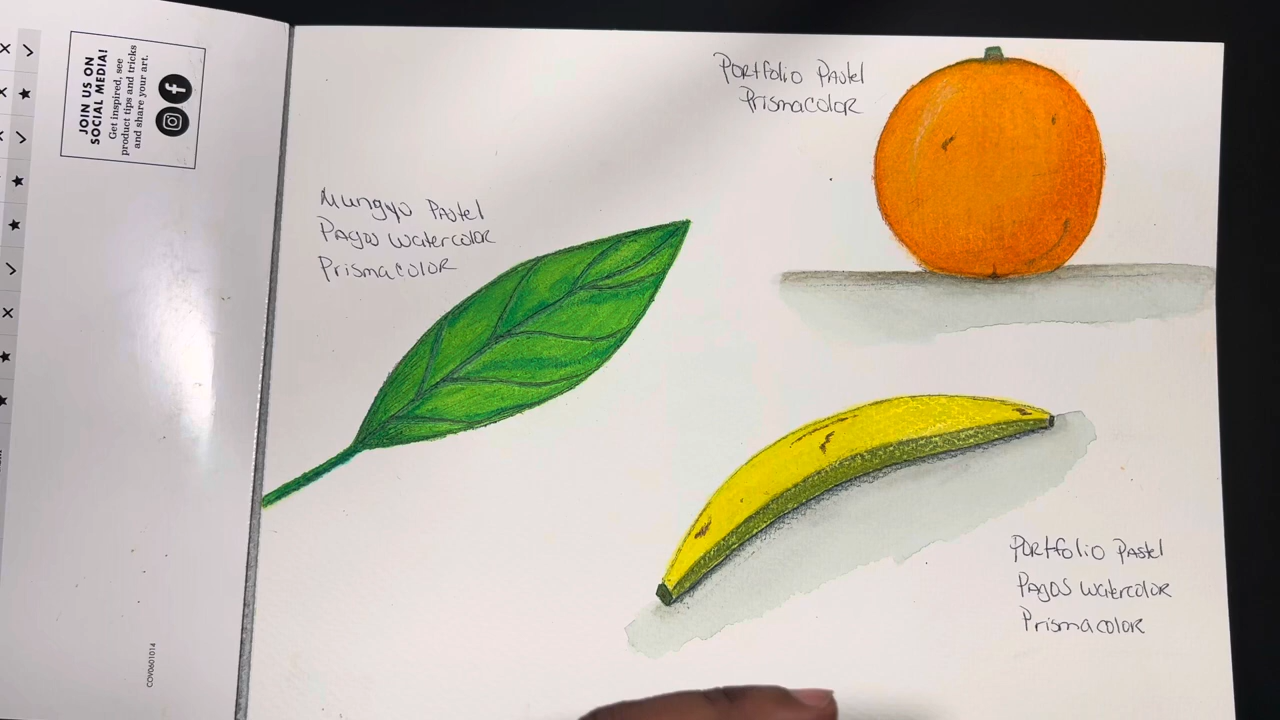 JOIN US ON
SOCIAL MEDIA!
Get inspired, see
product tips and tricks
and share your art.
COV0601014
Mungyo Pastel
Pagos Watercolor
Prismacolor
Portfolio Pastel
Prismacolor
Portfolio Pastel
Pagos Watercolor
Prismacolor